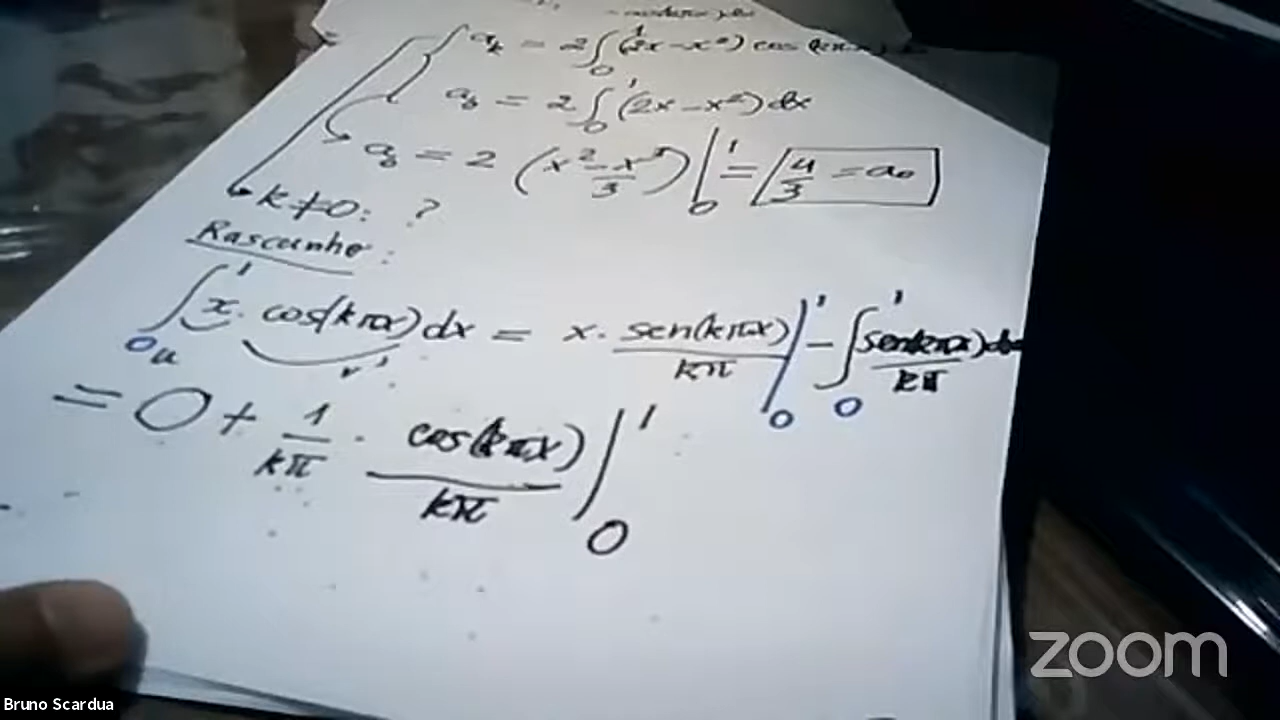 a_k = 2∫₀¹(2x-x²) cos(kπx) dx
a₀ = 2∫₀¹(2x-x²)dx
a₀ = 2 (x² - x³/3) |₀¹ = 4/3 = a₀
k≠0: ?
Rascunho:
∫₀¹ x. cos(kπx)dx = x. sen(kπx)/kπ |₀¹ - ∫₀¹ sen(kπx)dx/kπ
u v'
= 0 + 1/kπ . cos(kπx)/kπ |₀¹
zoom
Bruno Scardua